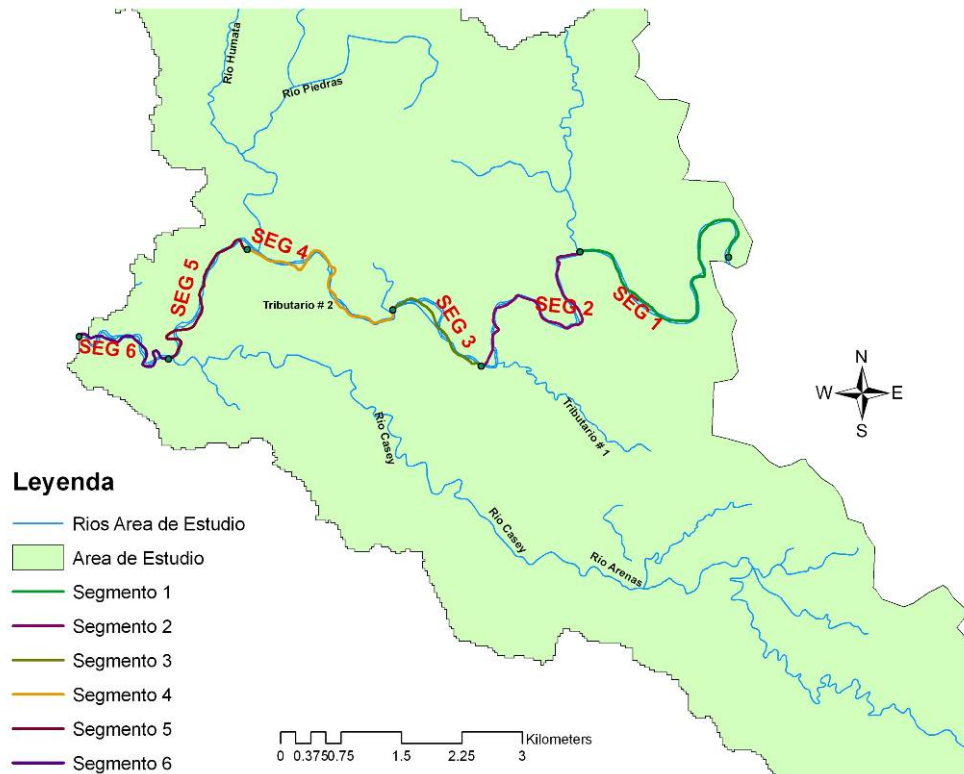 Rio Humata
Rio Piedras
SEG 4
SEG 5
Tributario # 2
SEG 3
SEG 2
SEG 1
SEG 6
N
W E
S
Rio Casey
Tributario # 1
Rio Casey
Rio Arenas
Leyenda
Rios Area de Estudio
Area de Estudio
Segmento 1
Segmento 2
Segmento 3
Segmento 4
Segmento 5
Segmento 6
Kilometers
0 0.375 0.75 1.5 2.25 3